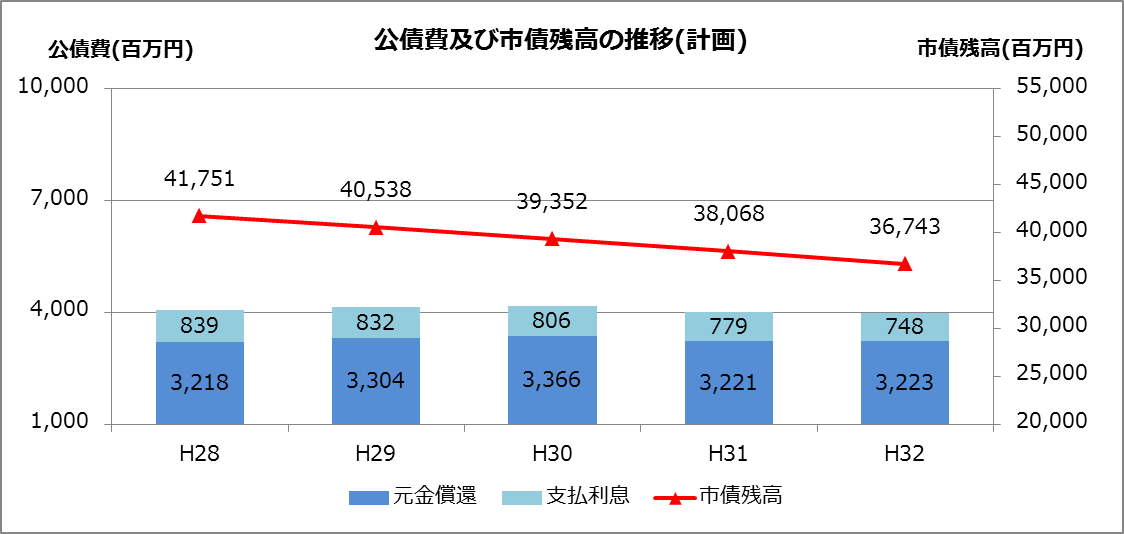 公債費及び市債残高の推移(計画)
公債費(百万円)
市債残高(百万円)
10,000
7,000
4,000
1,000
55,000
50,000
45,000
40,000
35,000
30,000
25,000
20,000
41,751
40,538
39,352
38,068
36,743
839
832
806
779
748
3,218
3,304
3,366
3,221
3,223
H28
H29
H30
H31
H32
元金償還
支払利息
市債残高